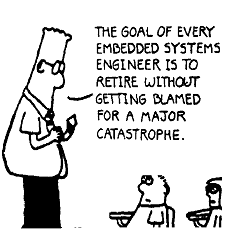 THE GOAL OF EVERY
EMBEDDED SYSTEMS
ENGINEER IS TO
RETIRE WITHOUT
GETTING BLAMED
FOR A MAJOR
CATASTROPHE.